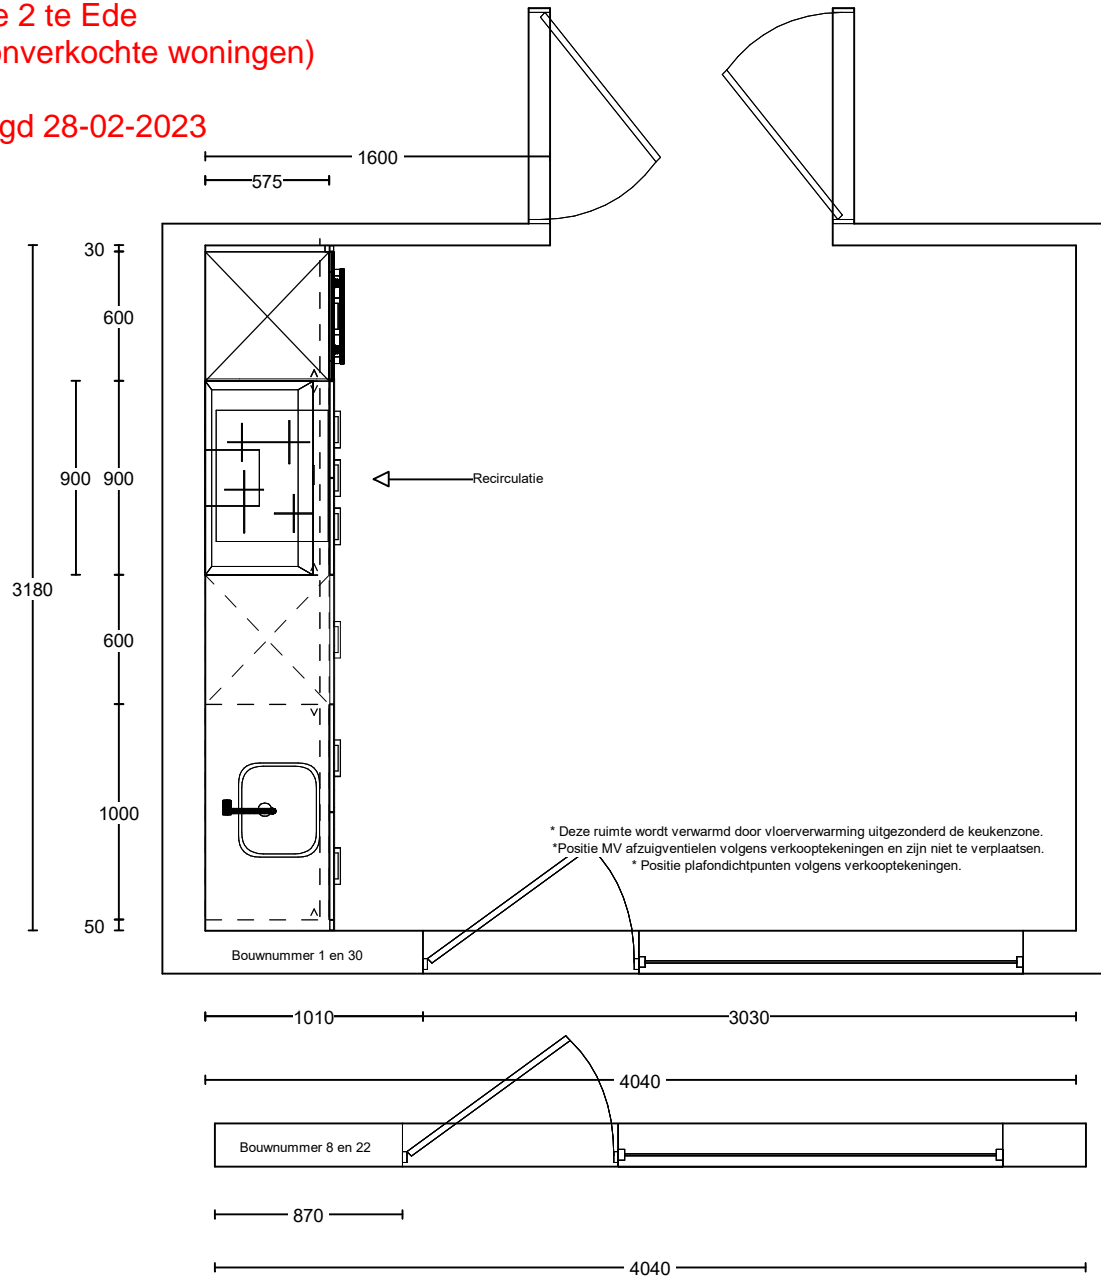 e 2 te Ede
onverkochte woningen)
gd 28-02-2023
1600
575
30
600
900 900
Recirculatie
3180
600
1000
* Deze ruimte wordt verwarmd door vloerverwarming uitgezonderd de keukenzone.
*Positie MV afzuigventielen volgens verkooptekeningen en zijn niet te verplaatsen.
* Positie plafondichtpunten volgens verkooptekeningen.
50
Bouwnummer 1 en 30
1010
3030
4040
Bouwnummer 8 en 22
870
4040